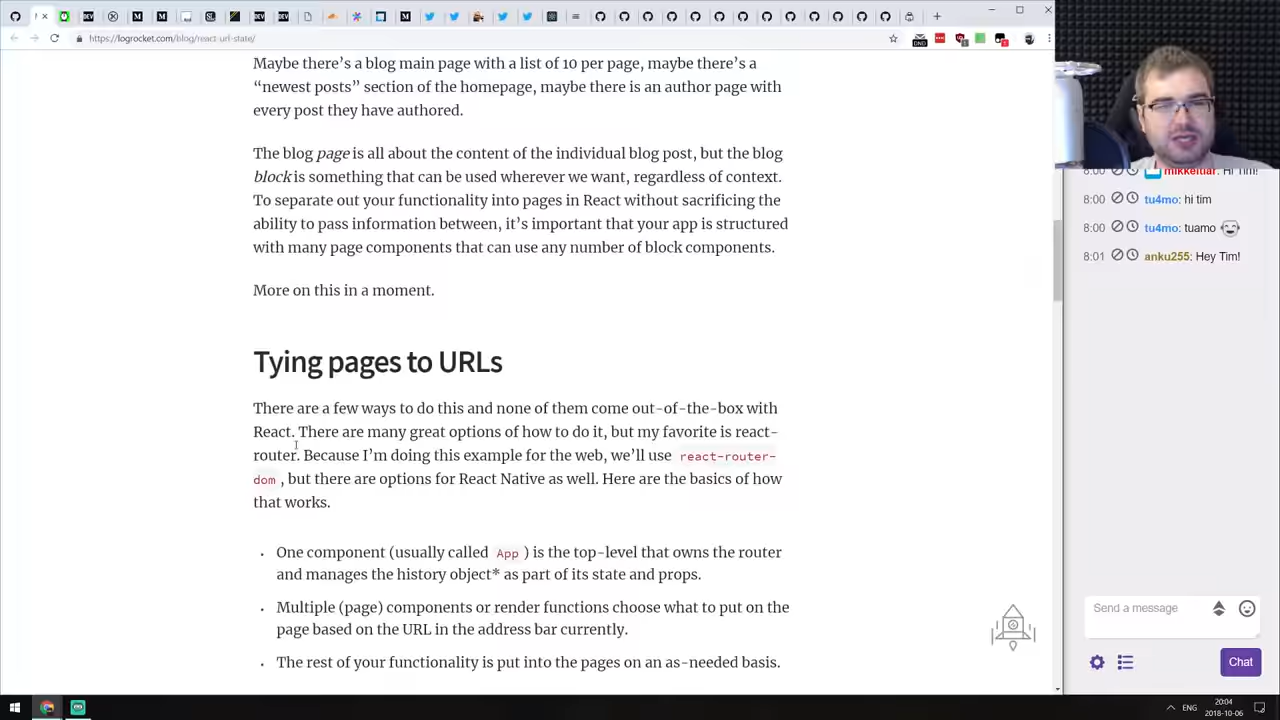 https://logrocket.com/blog/react-url-state/
Maybe there's a blog main page with a list of 10 per page, maybe there's a
"newest posts" section of the homepage, maybe there is an author page with
every post they have authored.
The blog page is all about the content of the individual blog post, but the blog
block is something that can be used wherever we want, regardless of context.
To separate out your functionality into pages in React without sacrificing the
ability to pass information between, it's important that your app is structured
with many page components that can use any number of block components.
More on this in a moment.
Tying pages to URLs
There are a few ways to do this and none of them come out-of-the-box with
React. There are many great options of how to do it, but my favorite is react-
router. Because I'm doing this example for the web, we'll use react-router-
dom , but there are options for React Native as well. Here are the basics of how
that works.
· One component (usually called App ) is the top-level that owns the router
and manages the history object* as part of its state and props.
· Multiple (page) components or render functions choose what to put on the
page based on the URL in the address bar currently.
· The rest of your functionality is put into the pages on an as-needed basis.
8:00 mikkeltiar: Hi Tim!
8:00 tu4mo: hi tim
8:00 tu4mo: tuamo
8:01 anku255: Hey Tim!
Send a message
Chat
ENG
20:04
2018-10-06